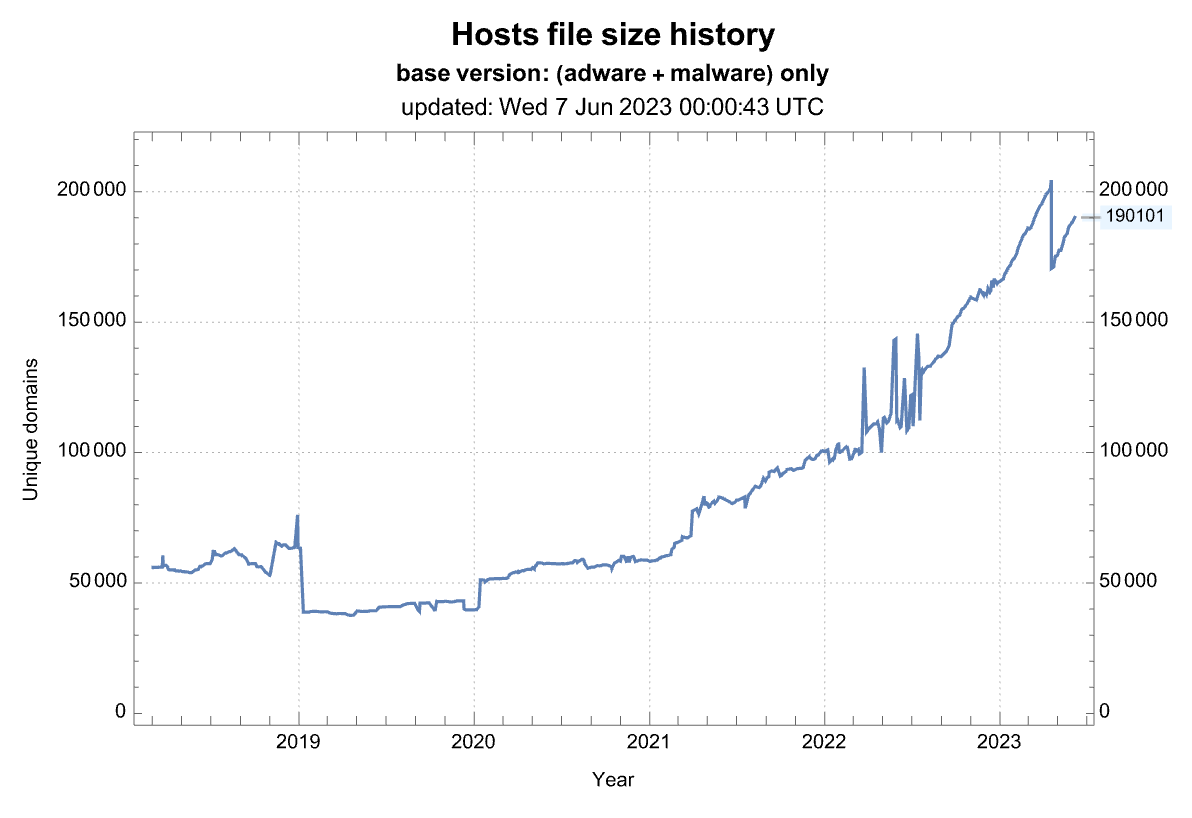 Hosts file size history
base version: (adware + malware) only
updated: Wed 7 Jun 2023 00:00:43 UTC
200 000 200 000
190101
150 000 150 000
Unique domains
100 000 100 000
50 000 50 000
0 0
2019 2020 2021 2022 2023
Year